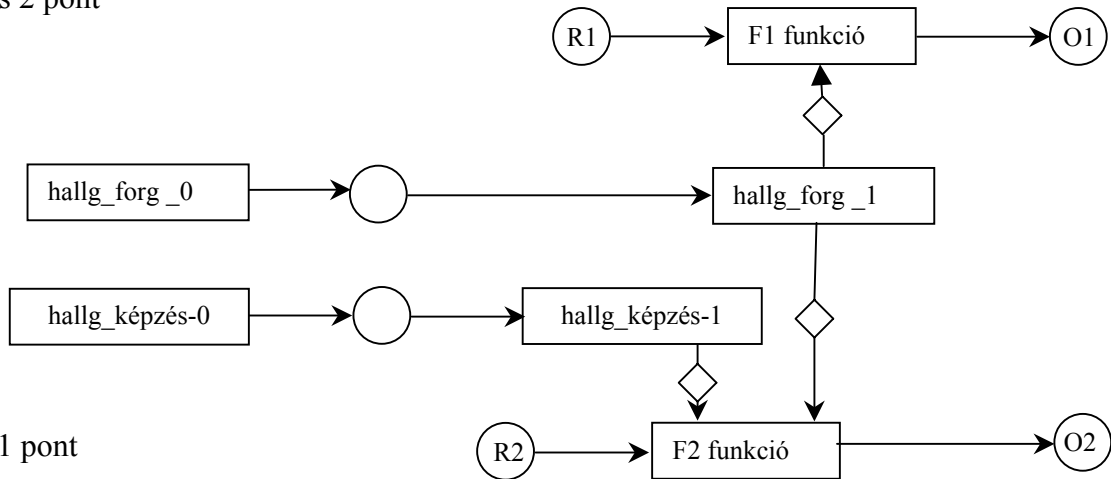 s 2 pont
R1
F1 funkció
O1
hallg_forg _0
hallg_forg _1
hallg_képzés-0
hallg_képzés-1
1 pont
R2
F2 funkció
O2